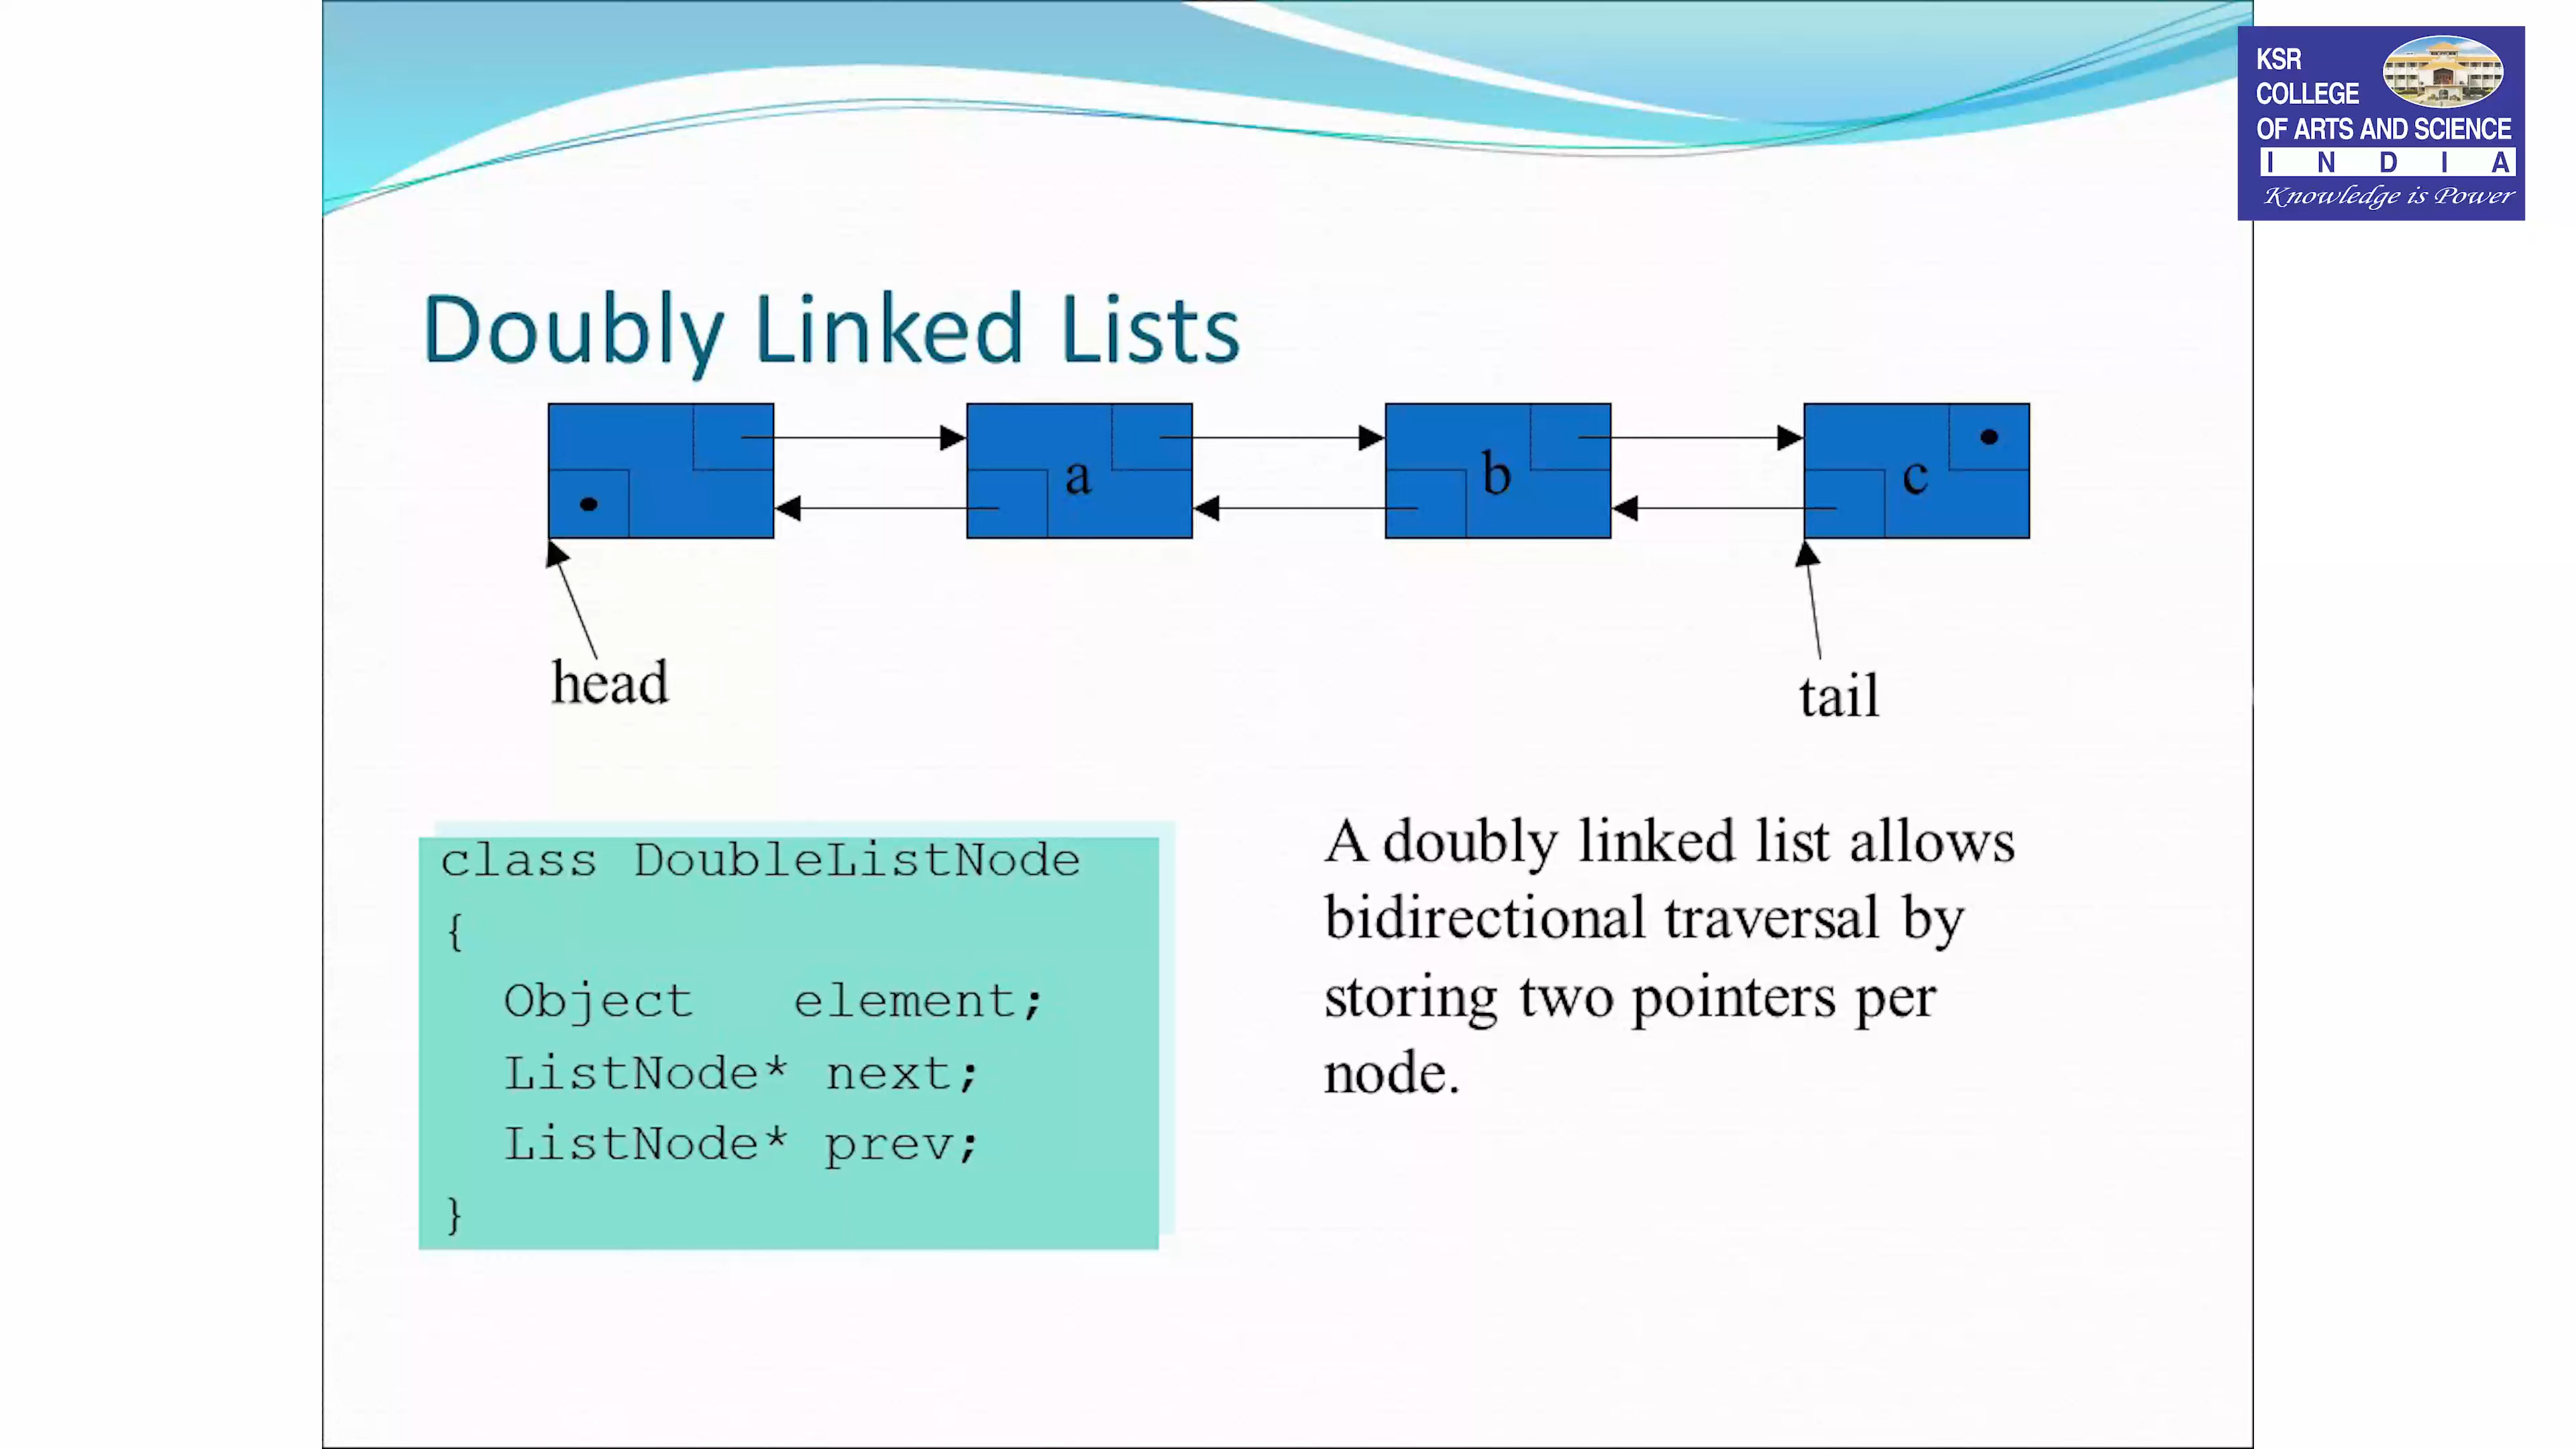 KSR
COLLEGE
OF ARTS AND SCIENCE
I N D I A
Knowledge is Power
Doubly Linked Lists
a b c
head tail
class DoubleListNode
{
Object element;
ListNode* next;
ListNode* prev;
}
A doubly linked list allows
bidirectional traversal by
storing two pointers per
node.